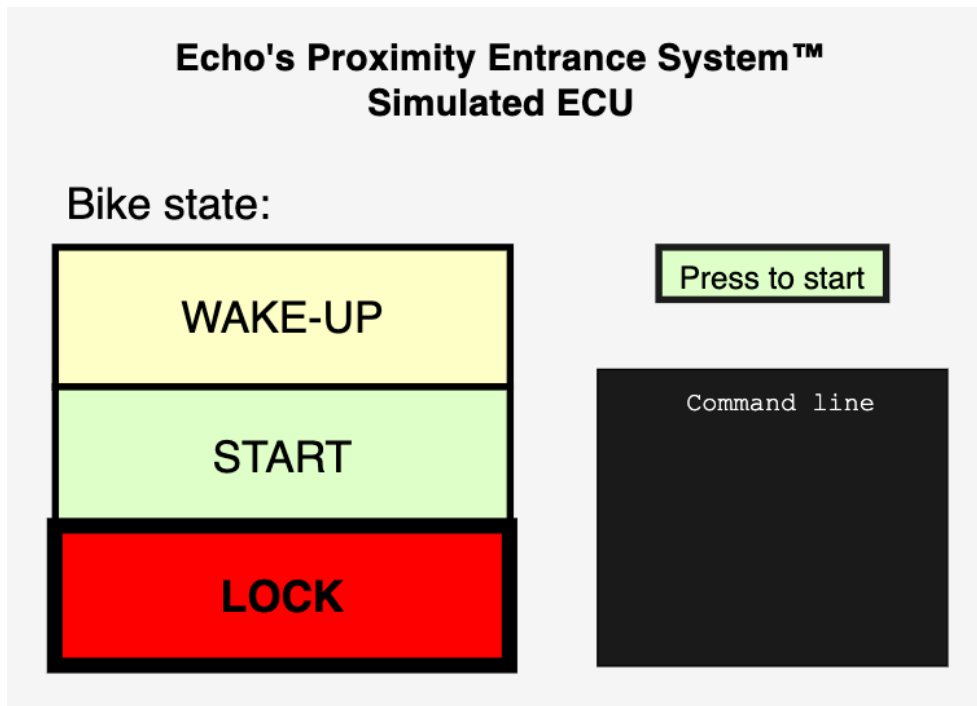 Echo's Proximity Entrance System™
Simulated ECU
Bike state:
WAKE-UP
START
LOCK
Press to start
Command line